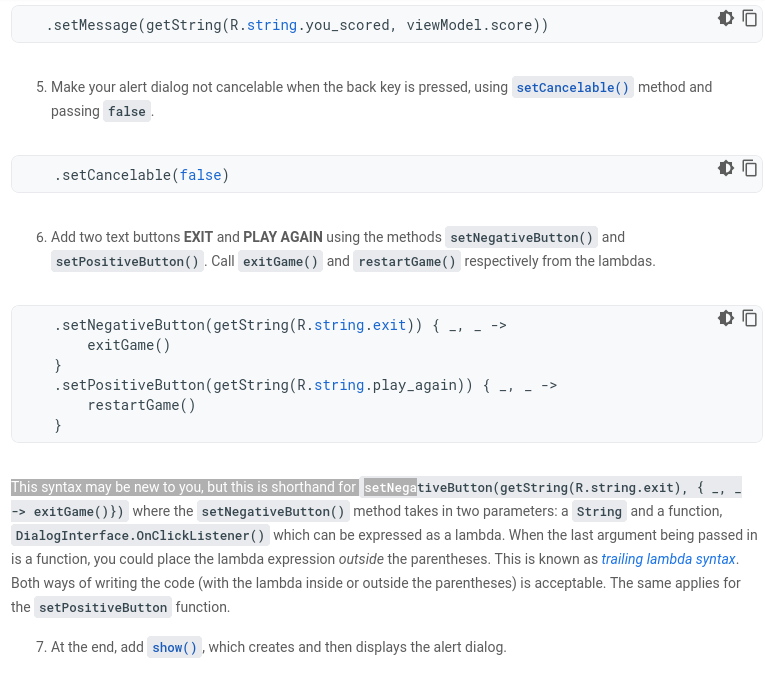 .setMessage(getString(R.string.you_scored, viewModel.score))
5. Make your alert dialog not cancelable when the back key is pressed, using setCancelable() method and
passing false .
.setCancelable(false)
6. Add two text buttons EXIT and PLAY AGAIN using the methods setNegativeButton() and
setPositiveButton() . Call exitGame() and restartGame() respectively from the lambdas.
.setNegativeButton(getString(R.string.exit)) { _, _ ->
exitGame()
}
.setPositiveButton(getString(R.string.play_again)) { _, _ ->
restartGame()
}
This syntax may be new to you, but this is shorthand for setNegativeButton(getString(R.string.exit), { _, _
-> exitGame()}) where the setNegativeButton() method takes in two parameters: a String and a function,
DialogInterface.OnClickListener() which can be expressed as a lambda. When the last argument being passed in
is a function, you could place the lambda expression outside the parentheses. This is known as trailing lambda syntax.
Both ways of writing the code (with the lambda inside or outside the parentheses) is acceptable. The same applies for
the setPositiveButton function.
7. At the end, add show() , which creates and then displays the alert dialog.